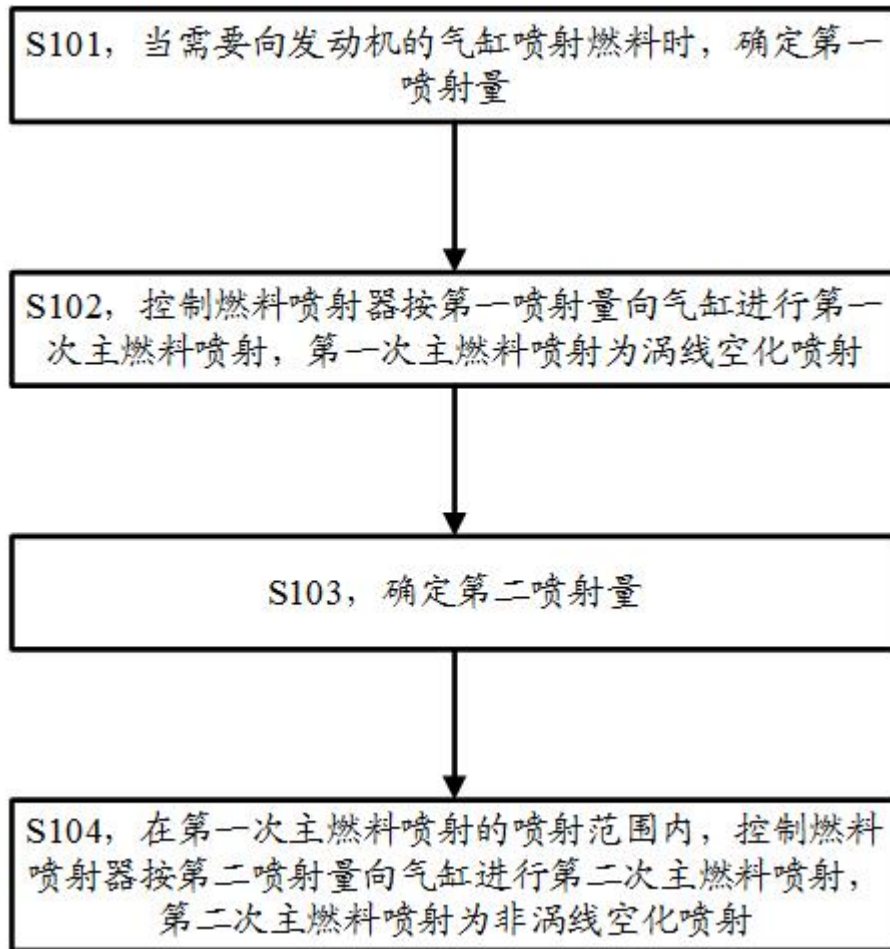 S101，当需要向发动机的气缸喷射燃料时，确定第一
喷射量
S102，控制燃料喷射器按第一喷射量向气缸进行第一
次主燃料喷射，第一次主燃料喷射为涡线空化喷射
S103，确定第二喷射量
S104，在第一次主燃料喷射的喷射范围内，控制燃料
喷射器按第二喷射量向气缸进行第二次主燃料喷射，
第二次主燃料喷射为非涡线空化喷射